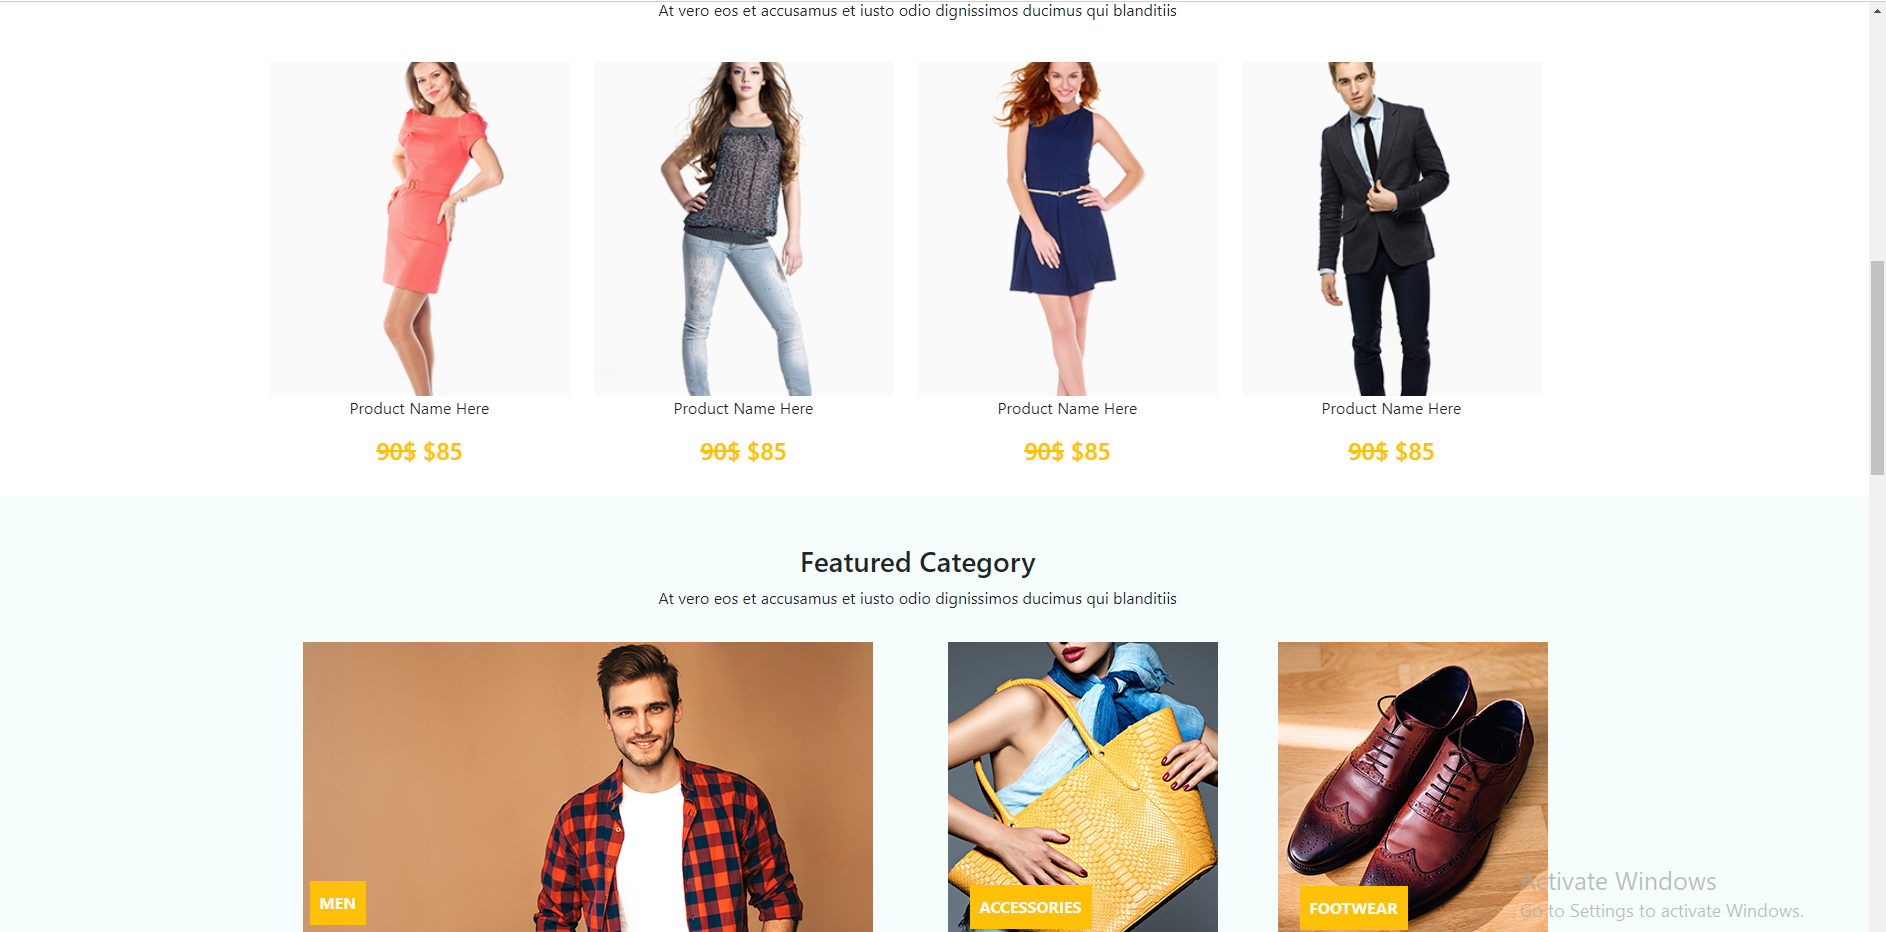 At vero eos et accusamus et iusto odio dignissimos ducimus qui blanditiis
Product Name Here
Product Name Here
Product Name Here
Product Name Here
90$ $85
90$ $85
90$ $85
90$ $85
Featured Category
At vero eos et accusamus et iusto odio dignissimos ducimus qui blanditiis
MEN
ACCESSORIES
FOOTWEAR
Activate Windows
Go to Settings to activate Windows.